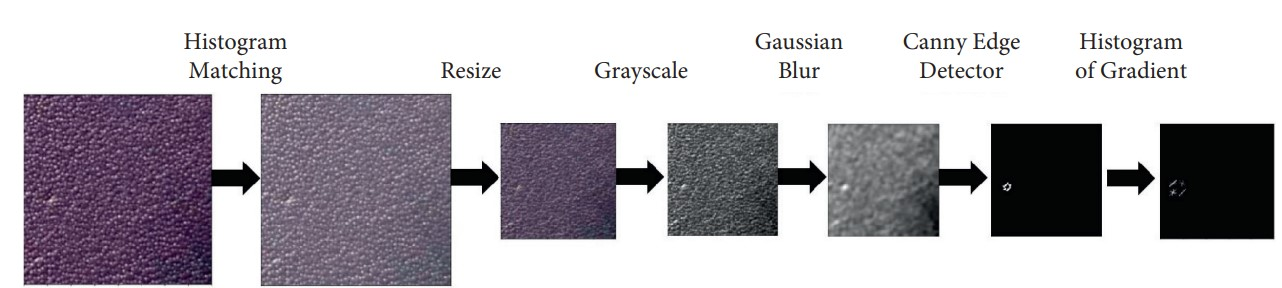 Histogram
Matching
Resize
Grayscale
Gaussian
Blur
Canny Edge
Detector
Histogram
of Gradient